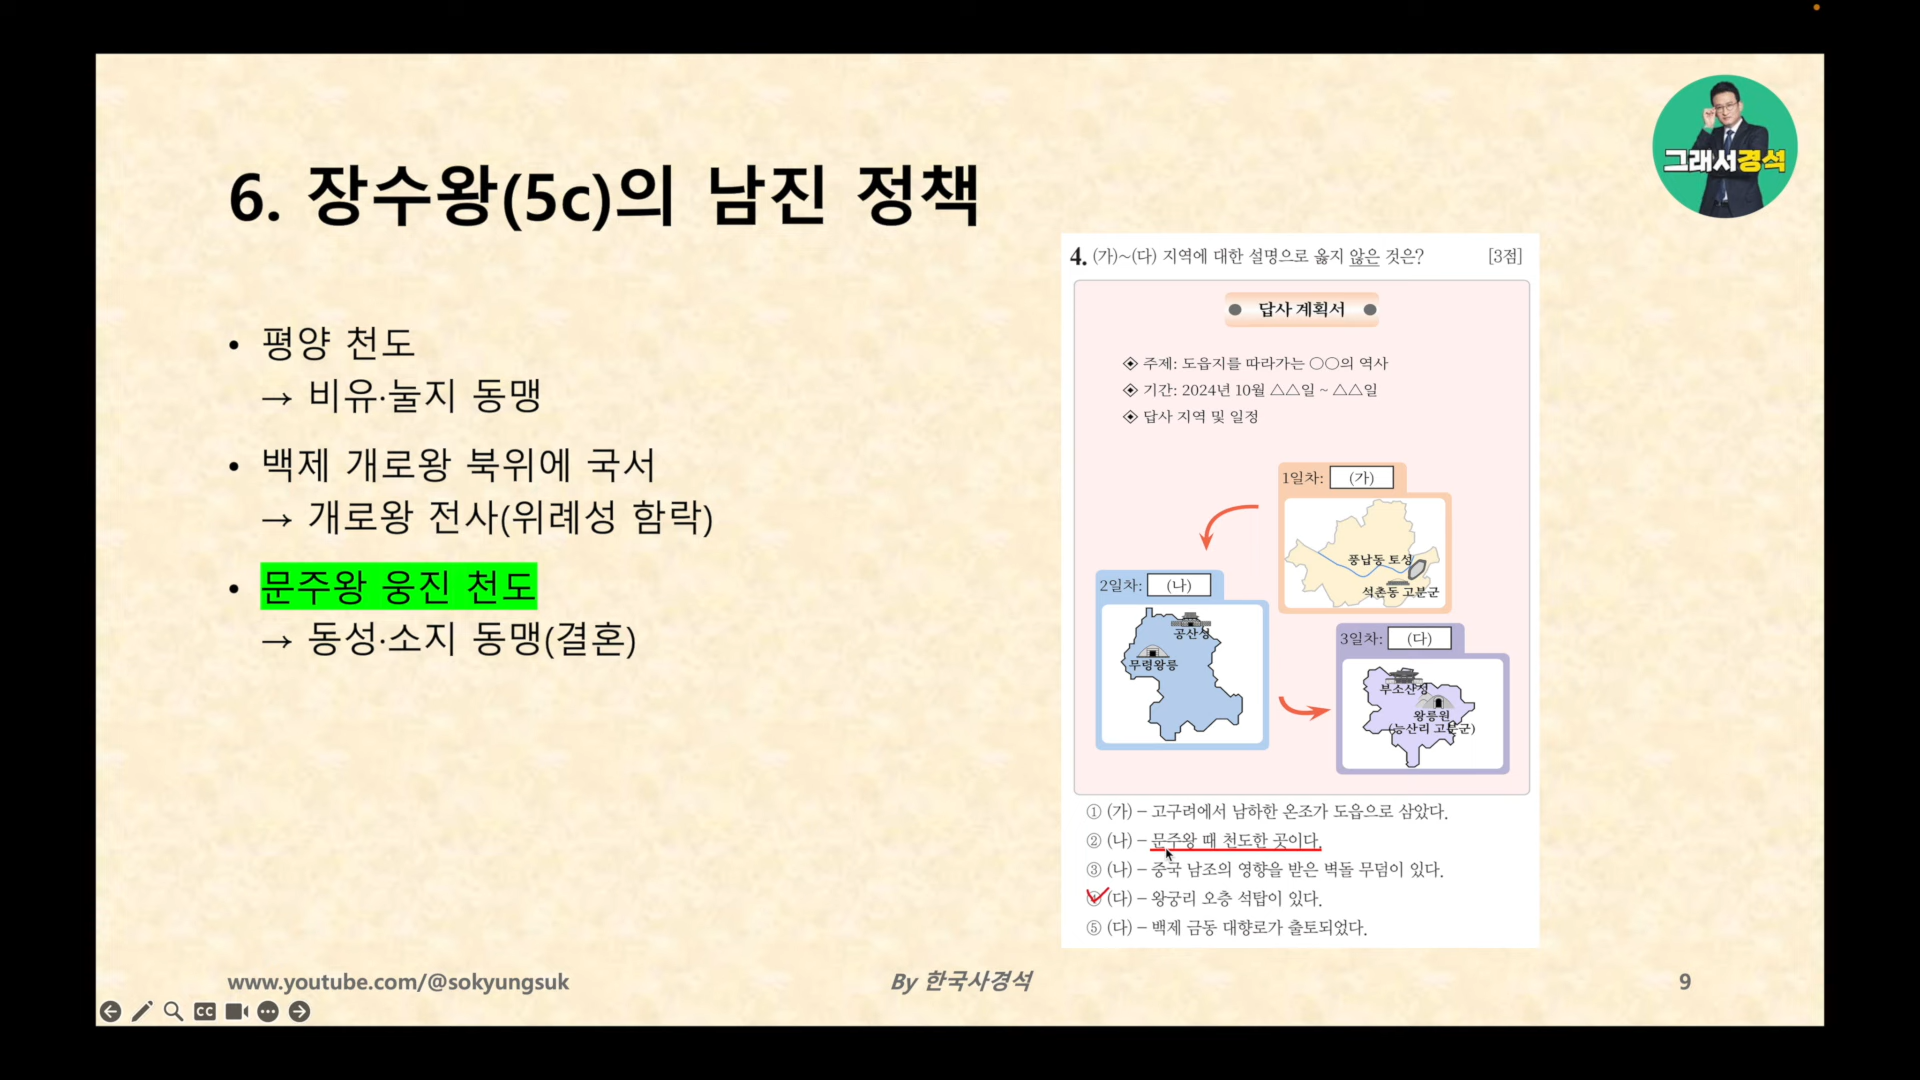 그래서경석
6. 장수왕(5c)의 남진 정책
• 평양 천도
→ 비유·눌지 동맹
• 백제 개로왕 북위에 국서
→ 개로왕 전사(위례성 함락)
• 문주왕 웅진 천도
→ 동성·소지 동맹(결혼)
4. (가)~(다) 지역에 대한 설명으로 옳지 않은 것은? [3점]
답사 계획서
◈ 주제: 도읍지를 따라가는 ○○의 역사
◈ 기간: 2024년 10월 △△일 ~ △△일
◈ 답사 지역 및 일정
1일차: (가)
풍납동 토성
석촌동 고분군
2일차: (나)
공산성
무령왕릉
3일차: (다)
부소산성
왕릉원
(능산리 고분군)
① (가) – 고구려에서 남하한 온조가 도읍으로 삼았다.
② (나) – 문주왕 때 천도한 곳이다.
③ (나) – 중국 남조의 영향을 받은 벽돌 무덤이 있다.
④ (다) – 왕궁리 오층 석탑이 있다.
⑤ (다) – 백제 금동 대향로가 출토되었다.
www.youtube.com/@sokyungsuk
By 한국사경석
9
CC